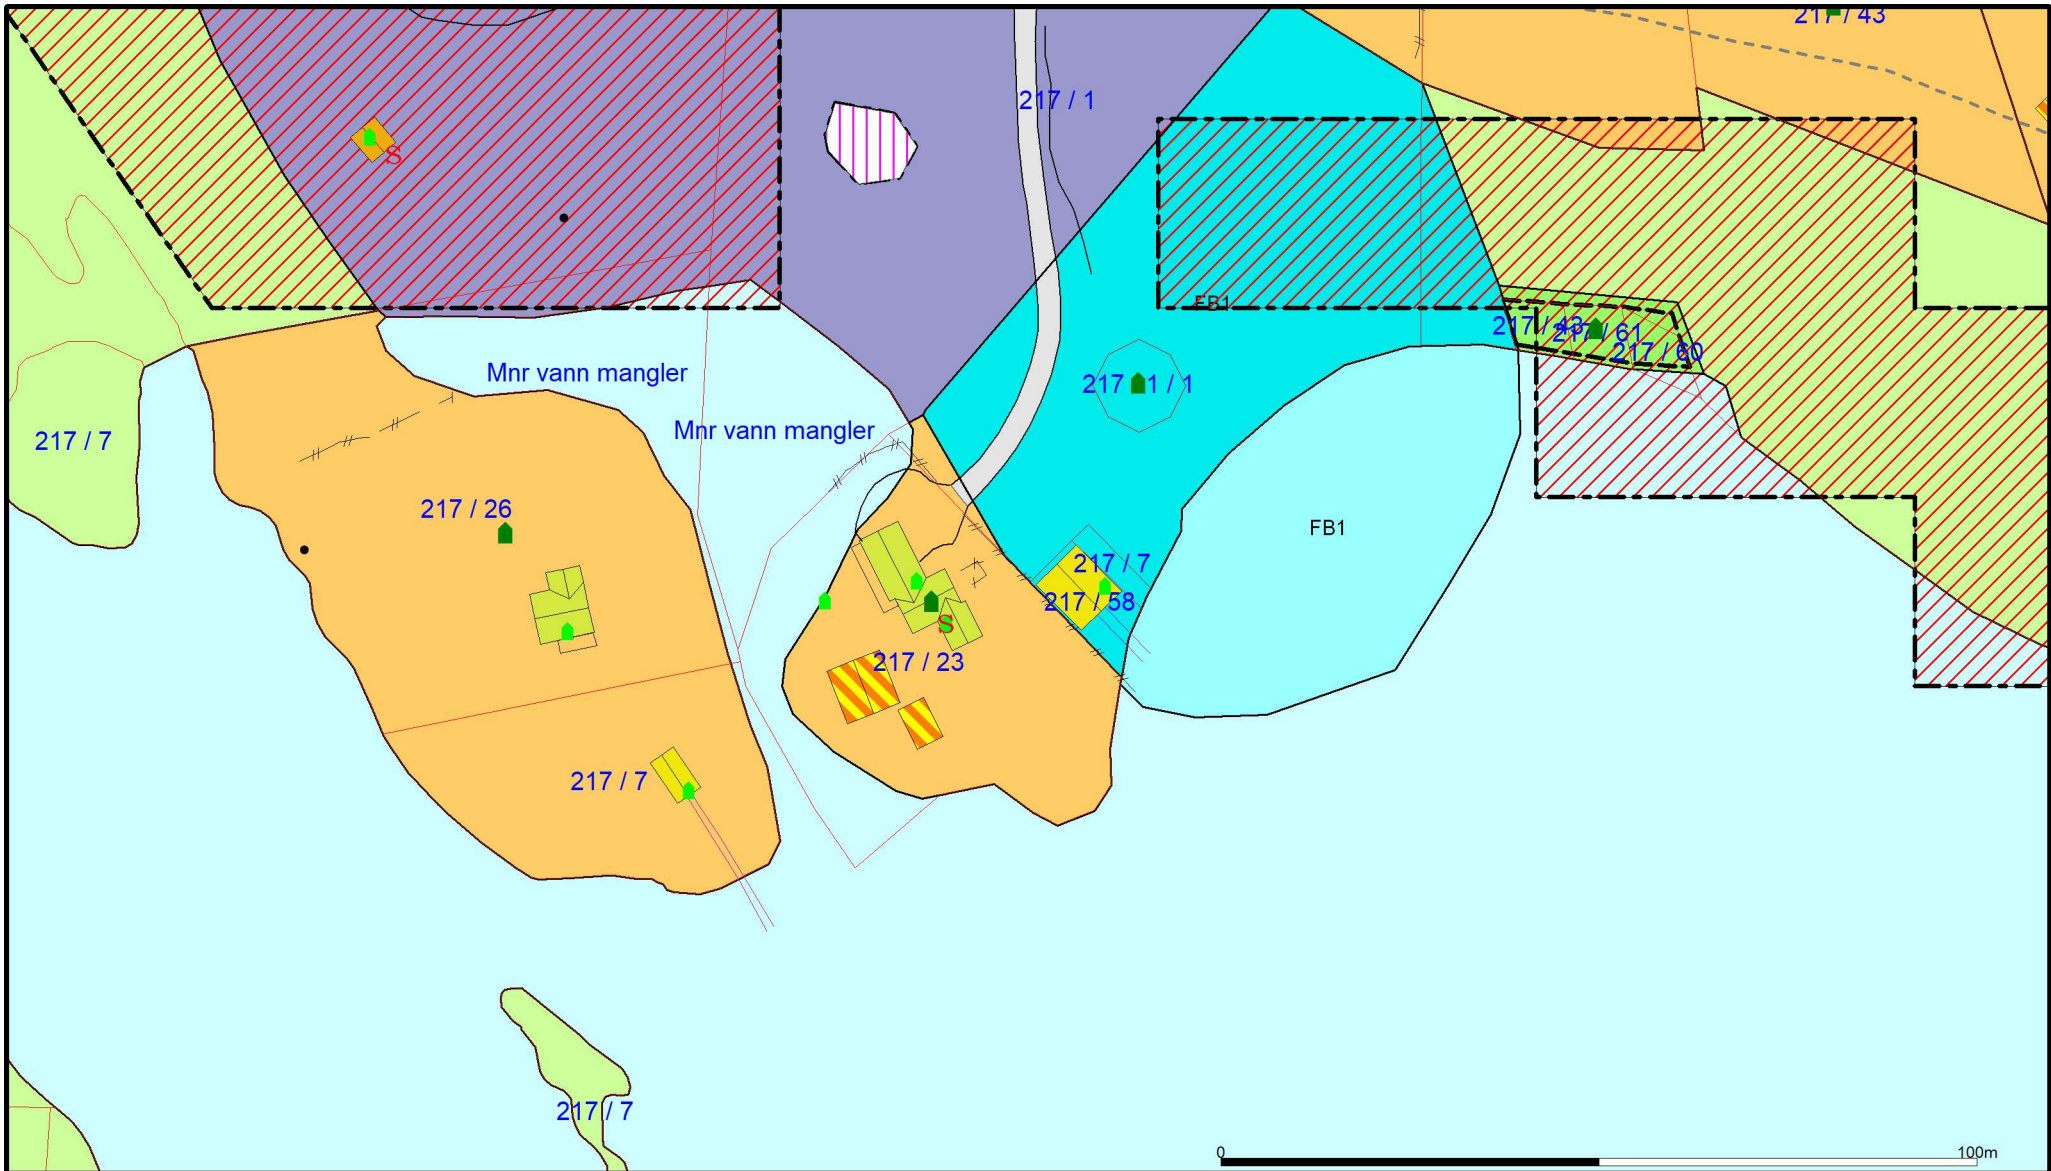 217 / 43
217 / 1
S
FB1
217 / 43
217 / 61
217 / 60
Mnr vann mangler
217 1 / 1
Mnr vann mangler
217 / 7
217 / 26
FB1
217 / 7
217 / 58
S
217 / 23
217 / 7
217 / 7
0 100m